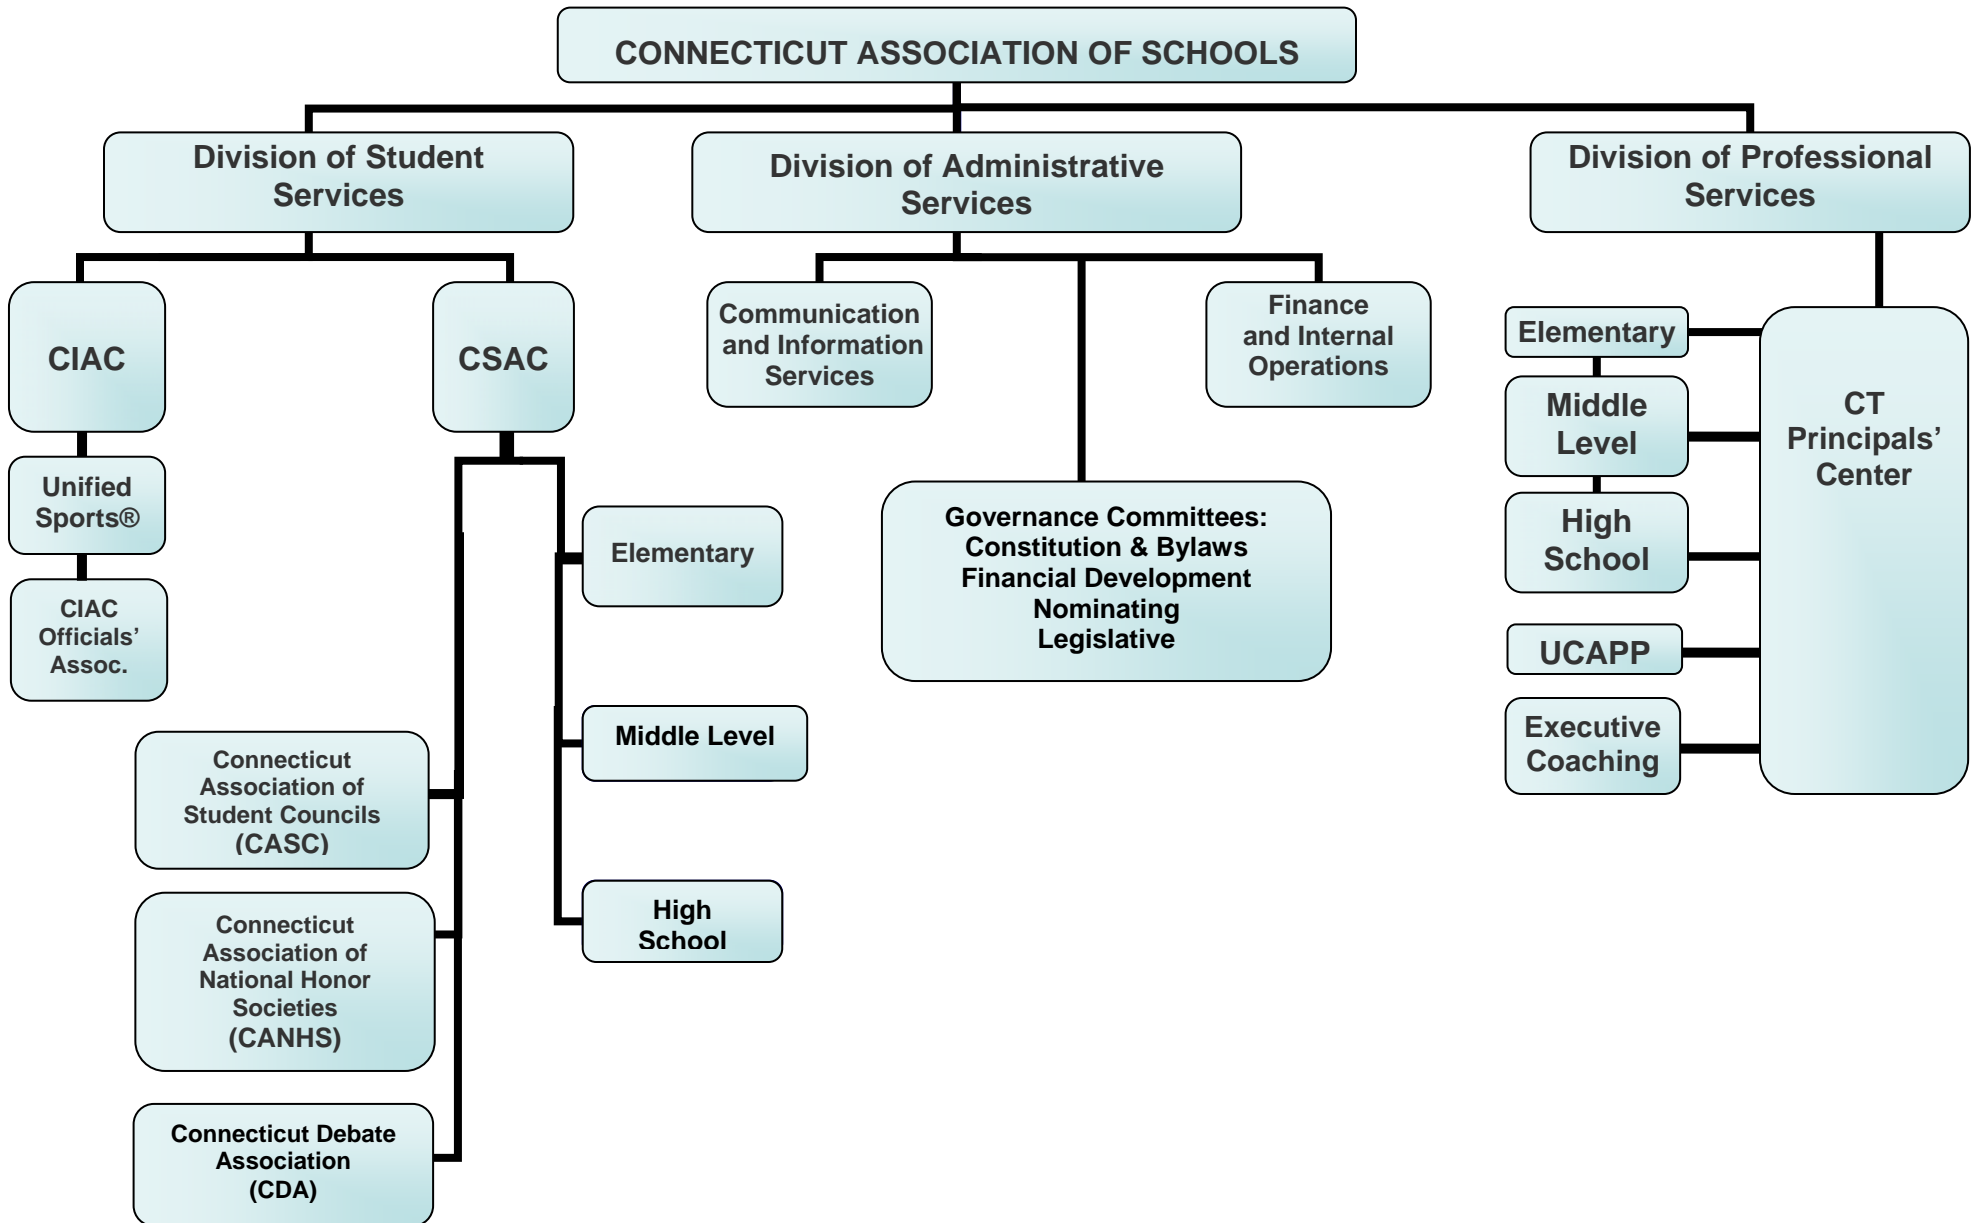 CONNECTICUT ASSOCIATION OF SCHOOLS
Division of Student
Services
Division of Administrative
Services
Division of Professional
Services
CIAC
CSAC
Communication
and Information
Services
Finance
and Internal
Operations
Unified
Sports®
CIAC
Officials’
Assoc.
Elementary
Middle Level
High
School
Connecticut
Association of
Student Councils
(CASC)
Connecticut
Association of
National Honor
Societies
(CANHS)
Connecticut Debate
Association
(CDA)
Governance Committees:
Constitution & Bylaws
Financial Development
Nominating
Legislative
Elementary
Middle
Level
High
School
UCAPP
Executive
Coaching
CT
Principals’
Center